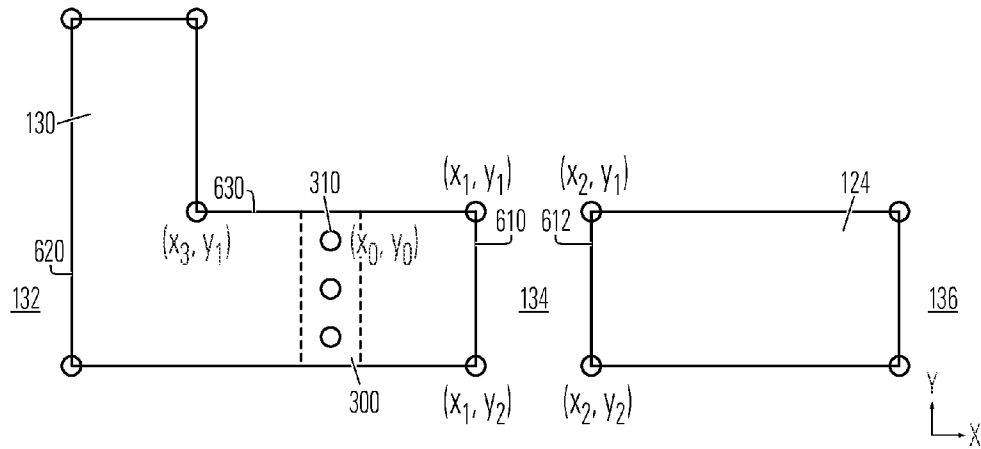 130
(x₁, y₁)
(x₂, y₁)
630
310
124
610
612
(x₃, y₁)
(x₀, y₀)
620
132
134
136
300
(x₁, y₂)
(x₂, y₂)
Y
X